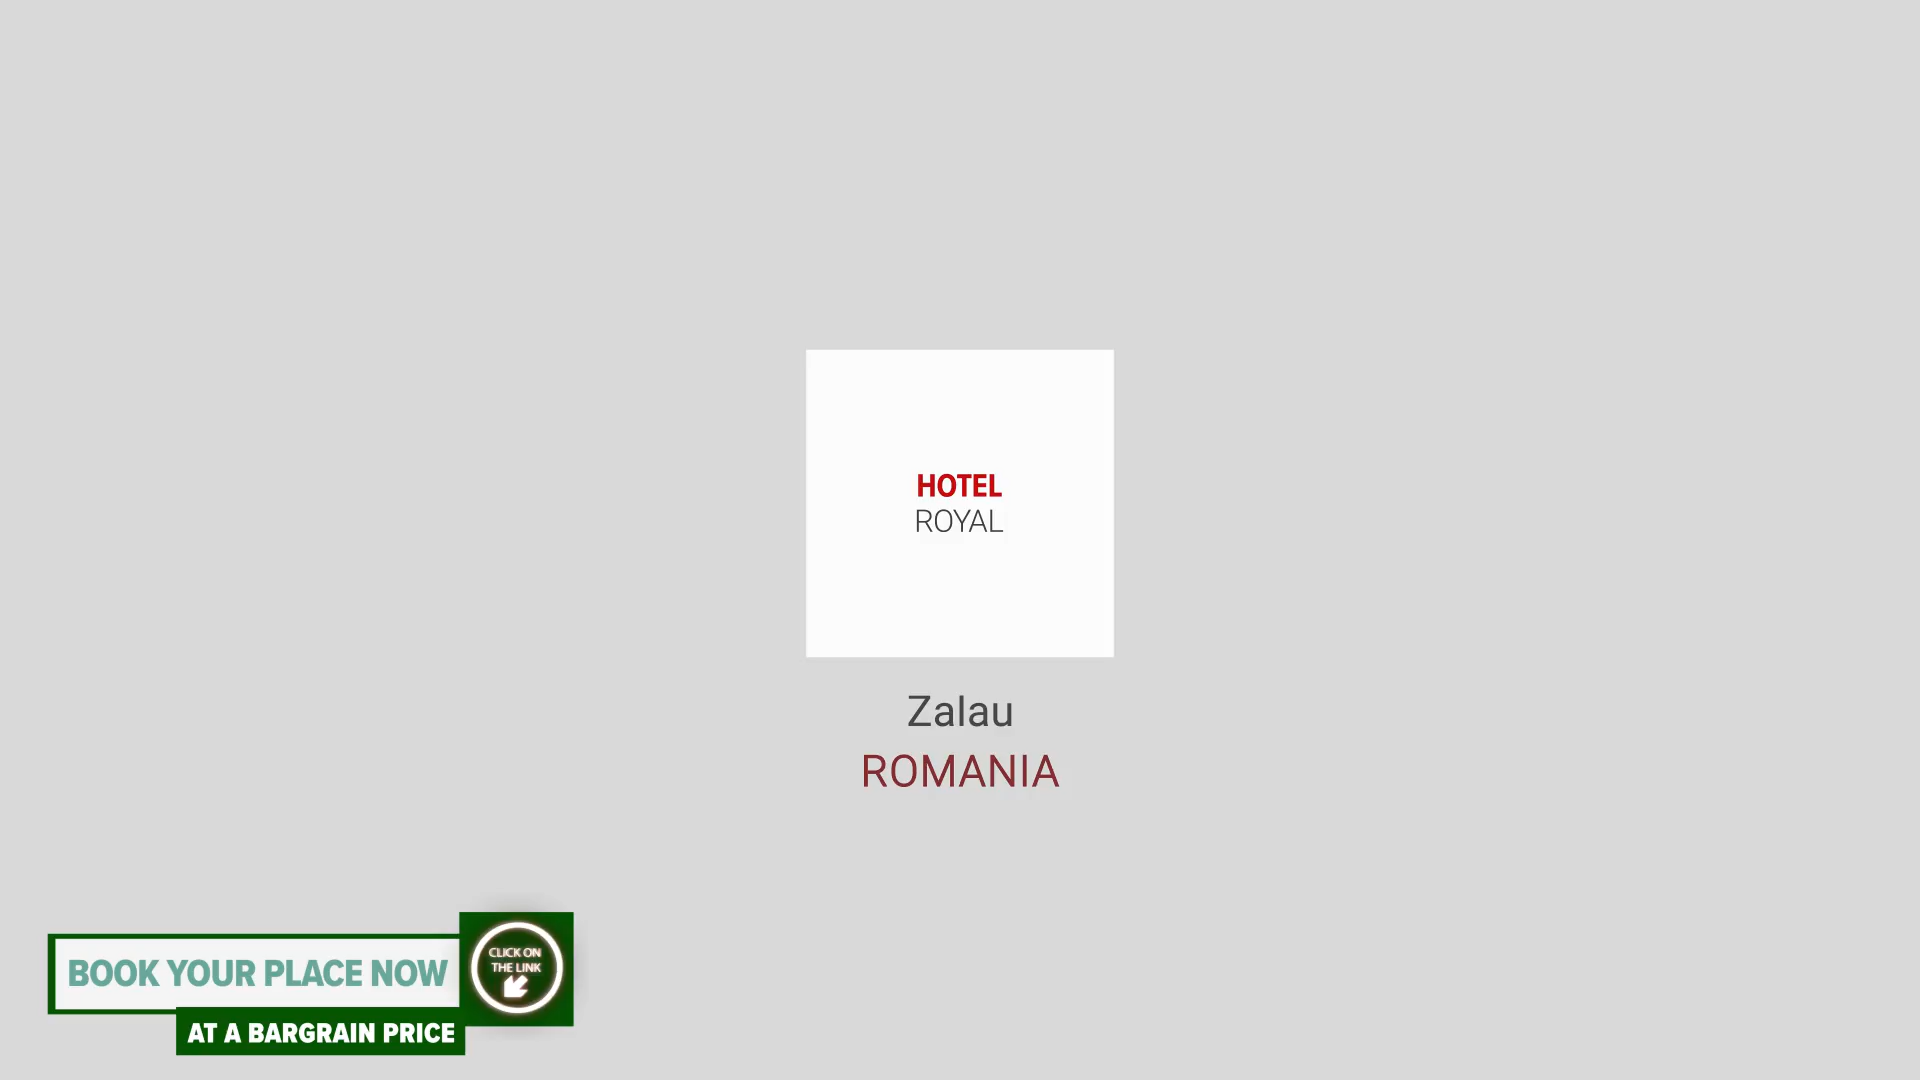 HOTEL
ROYAL
Zalau
ROMANIA
BOOK YOUR PLACE NOW
CLICK ON
THE LINK
AT A BARGRAIN PRICE